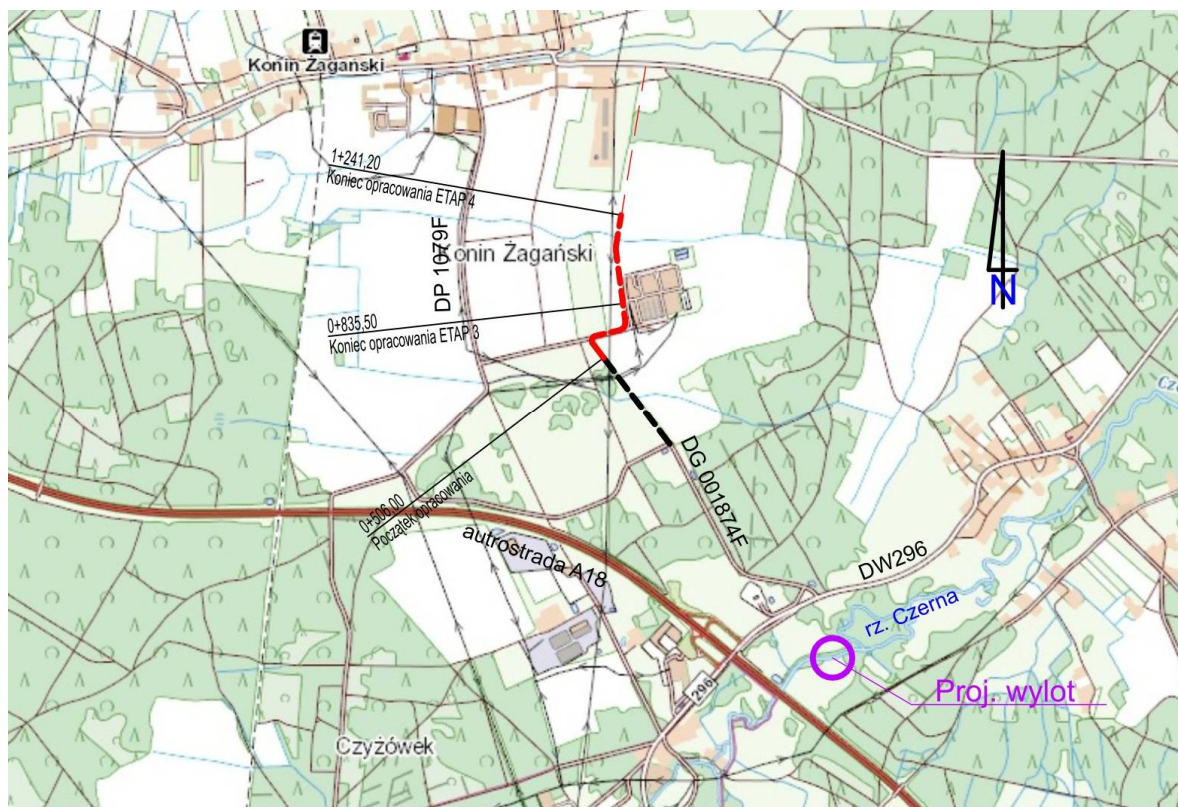 Konin Żagański
1+241,20
Koniec opracowania ETAP 4
DP 1079F
Konin Żagański
N
0+835,50
Koniec opracowania ETAP 3
0+506,00
Początek opracowania
DG 001874F
autrostrada A18
DW296
rz. Czerna
296
Proj. wylot
Czyżówek